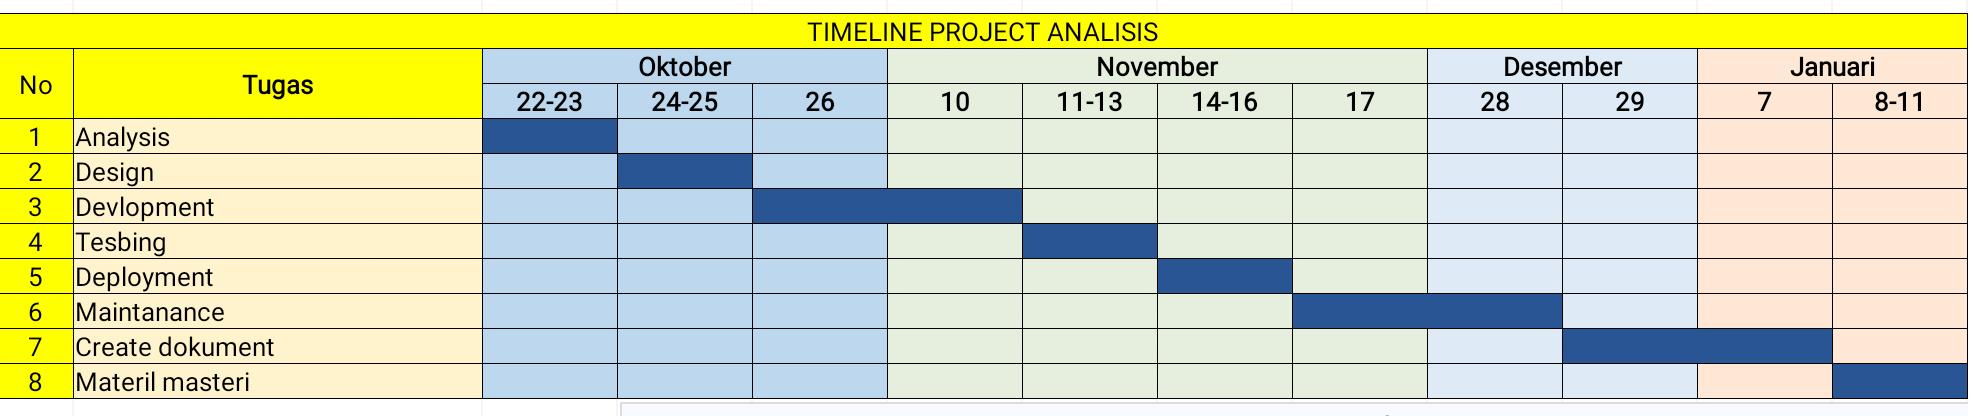 TIMELINE PROJECT ANALISIS
No Tugas Oktober November Desember Januari
22-23 24-25 26 10 11-13 14-16 17 28 29 7 8-11
1 Analysis
2 Design
3 Devlopment
4 Tesbing
5 Deployment
6 Maintanance
7 Create dokument
8 Materil masteri